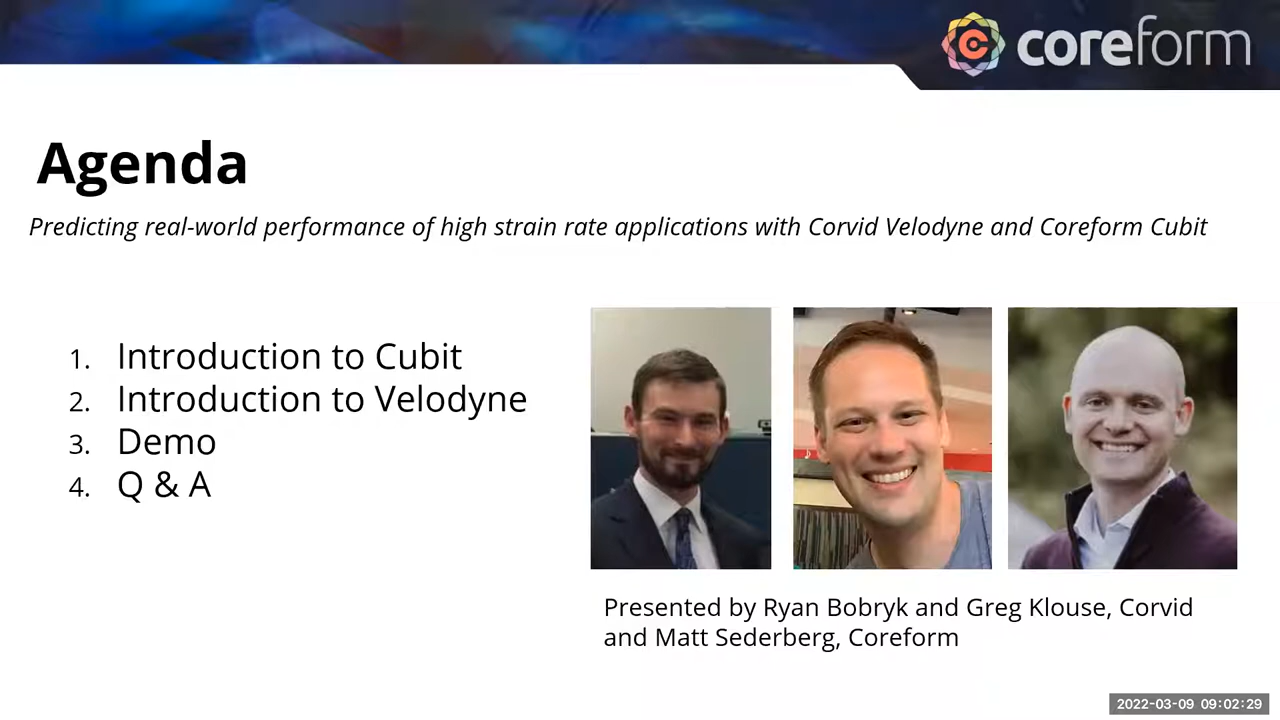 coreform
Agenda
Predicting real-world performance of high strain rate applications with Corvid Velodyne and Coreform Cubit
1. Introduction to Cubit
2. Introduction to Velodyne
3. Demo
4. Q & A
Presented by Ryan Bobryk and Greg Klouse, Corvid
and Matt Sederberg, Coreform
2022-03-09 09:02:29